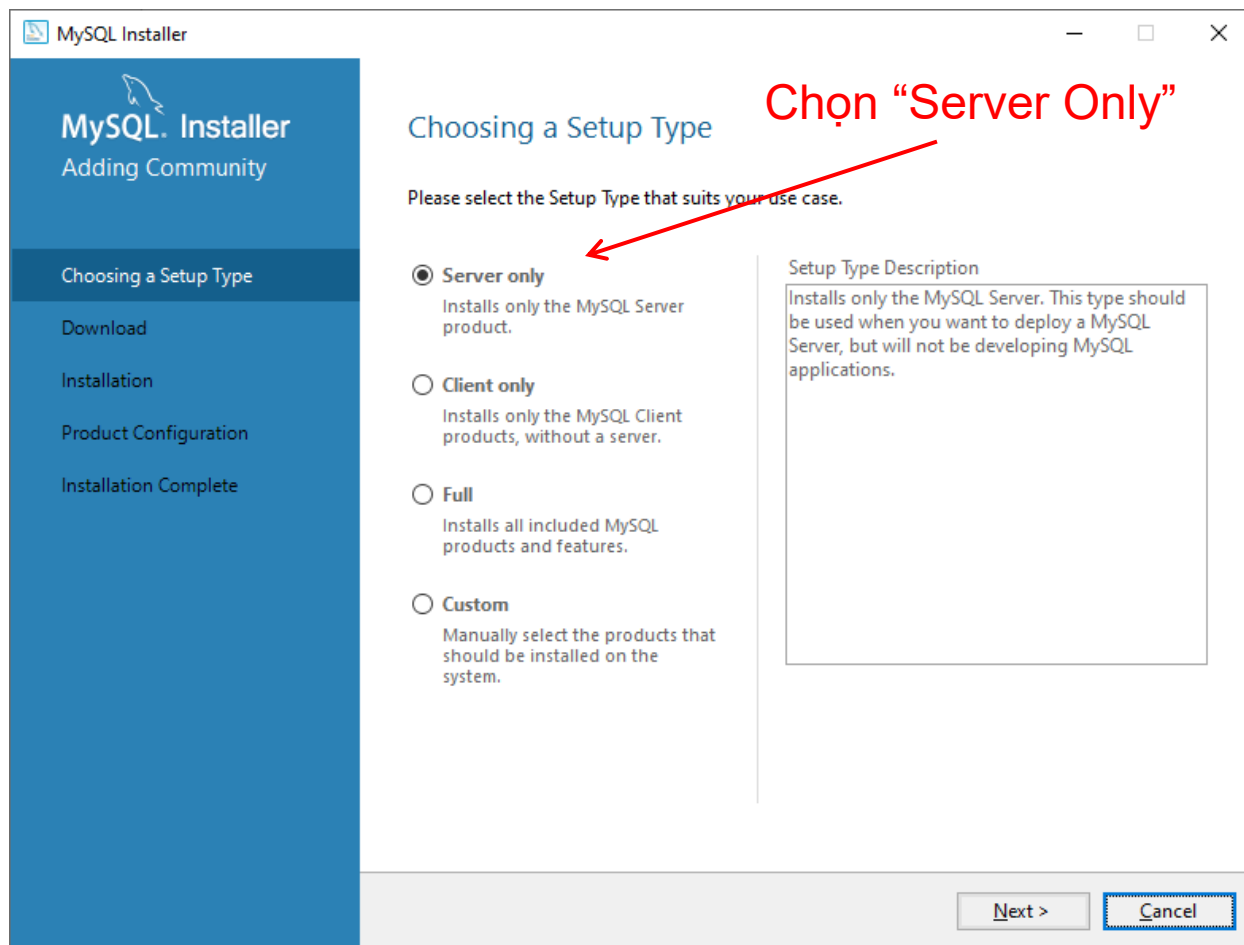 MySQL Installer
MySQL. Installer
Adding Community
Choosing a Setup Type
Download
Installation
Product Configuration
Installation Complete
Chọn “Server Only”
Choosing a Setup Type
Please select the Setup Type that suits your use case.
Server only
Installs only the MySQL Server
product.
Client only
Installs only the MySQL Client
products, without a server.
Full
Installs all included MySQL
products and features.
Custom
Manually select the products that
should be installed on the
system.
Setup Type Description
Installs only the MySQL Server. This type should
be used when you want to deploy a MySQL
Server, but will not be developing MySQL
applications.
Next >
Cancel